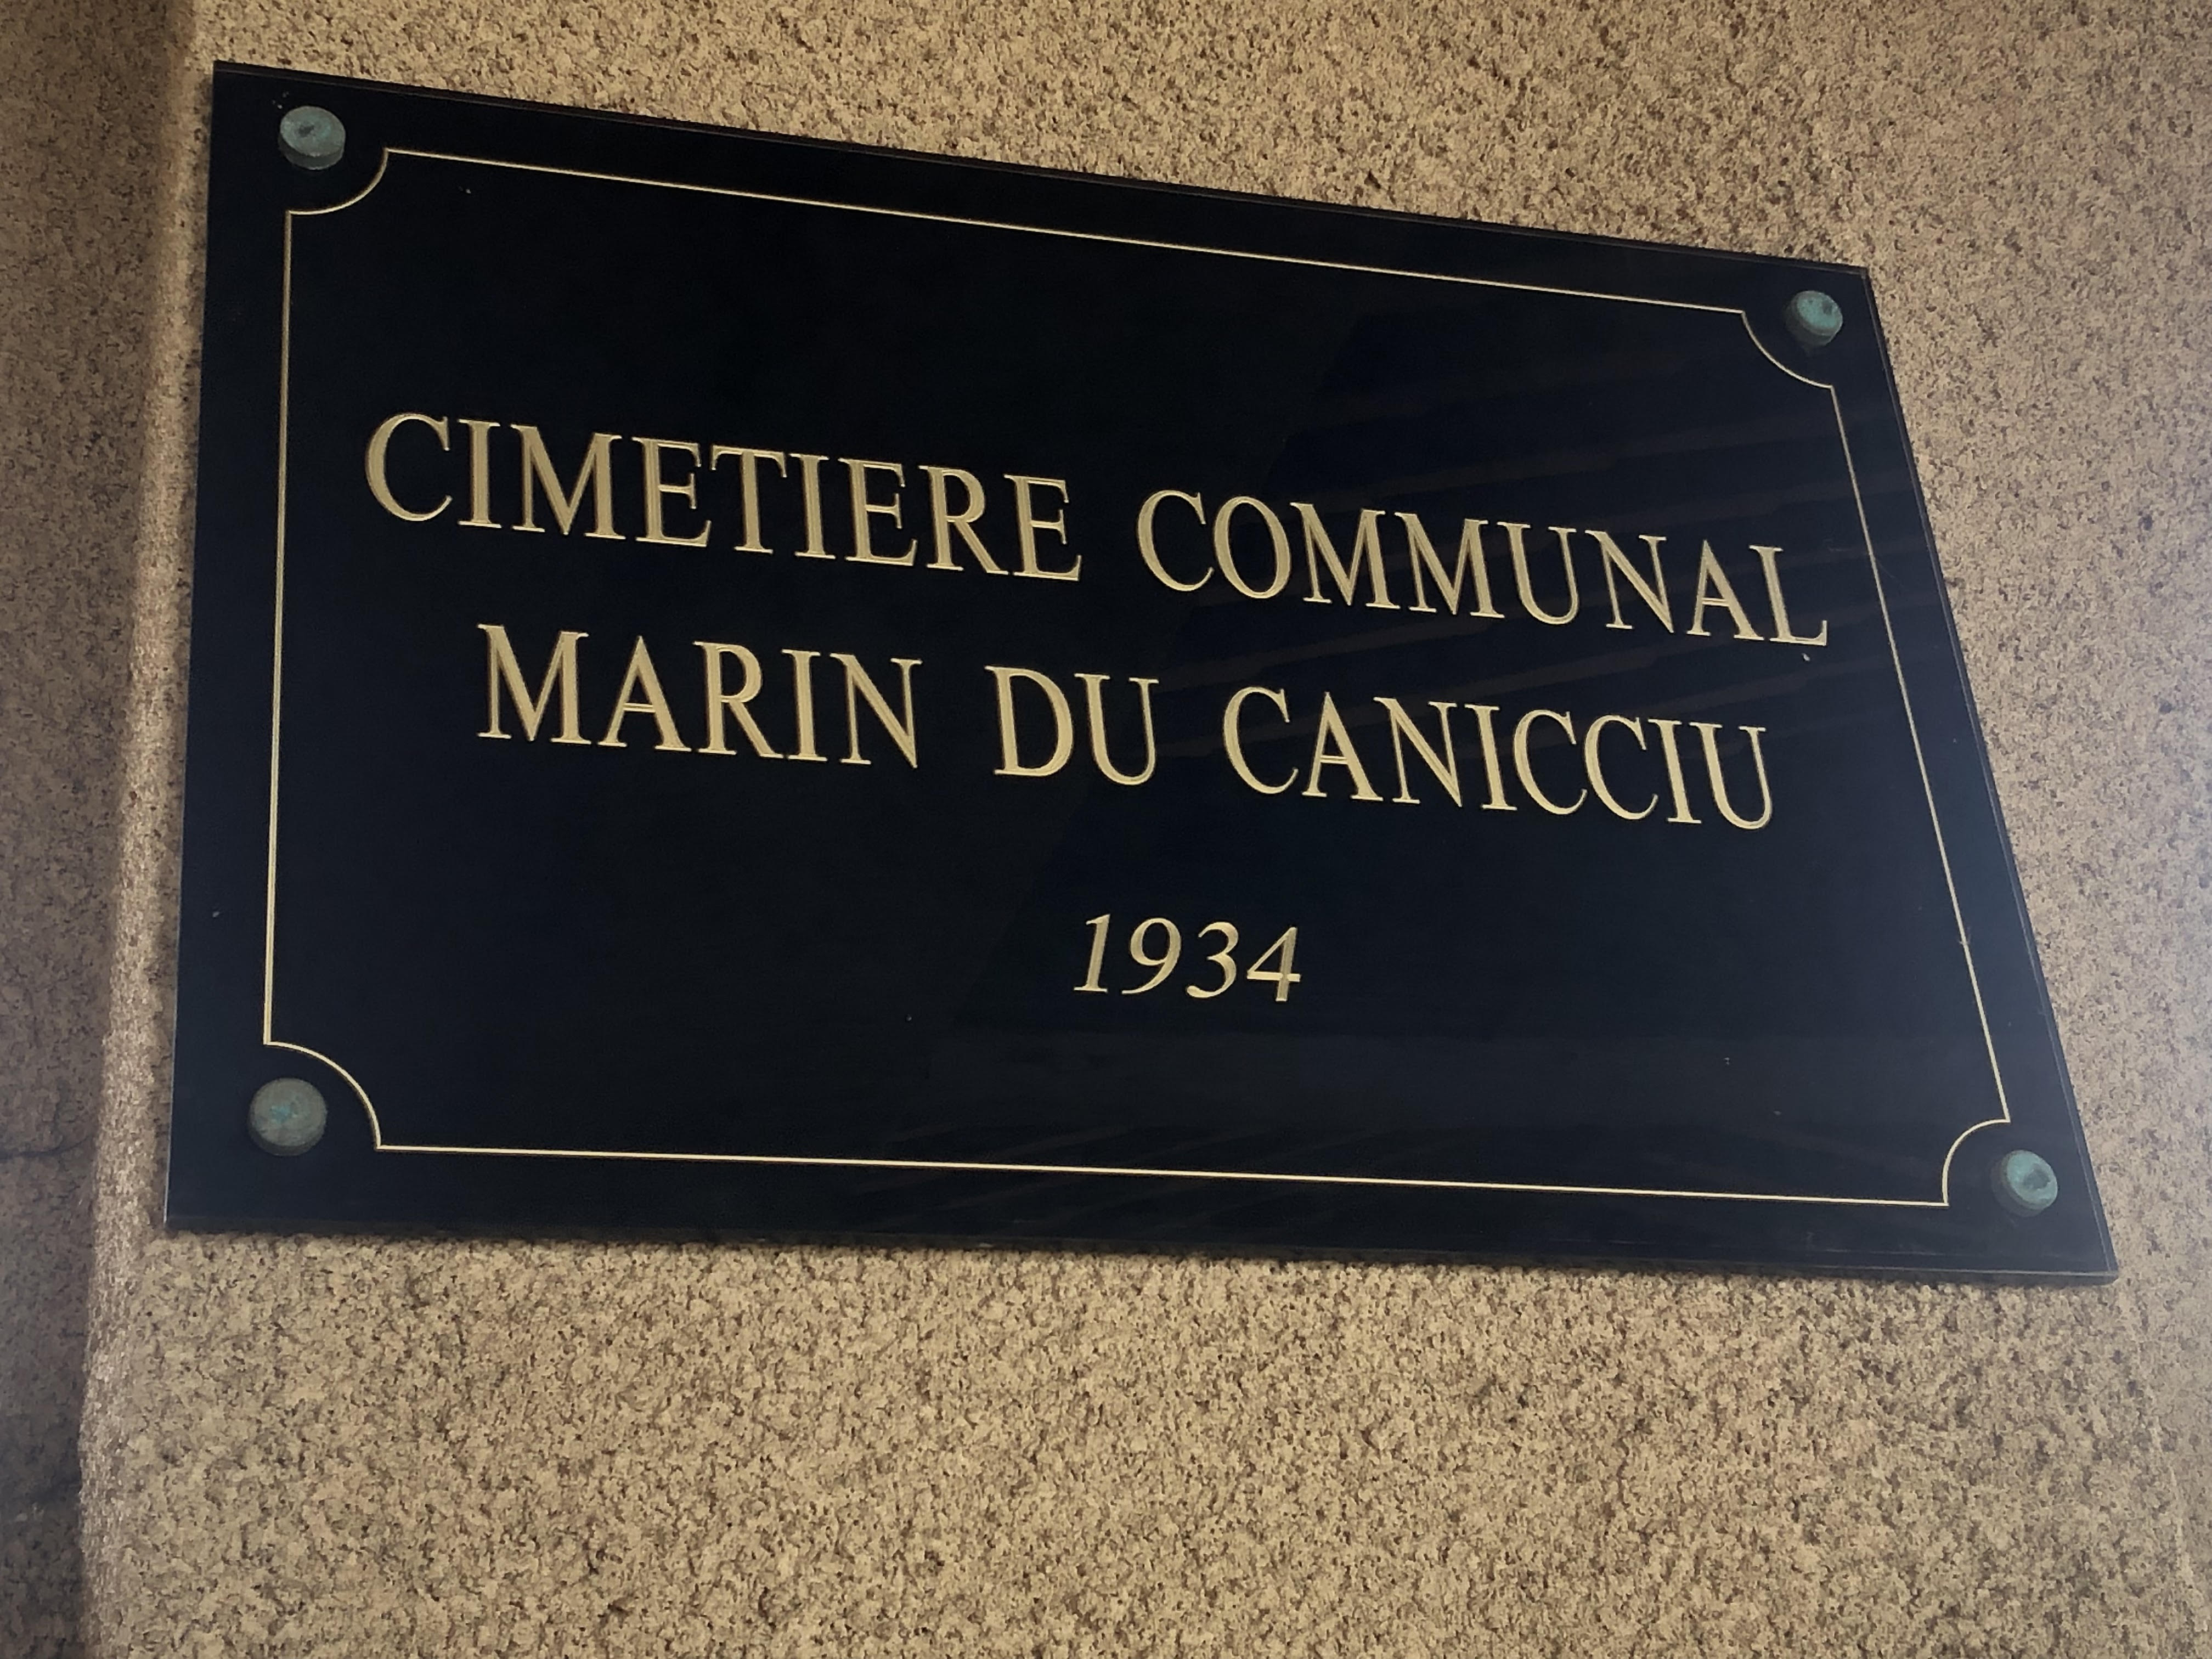 CIMETIERE COMMUNAL
MARIN DU CANICCIU
1934